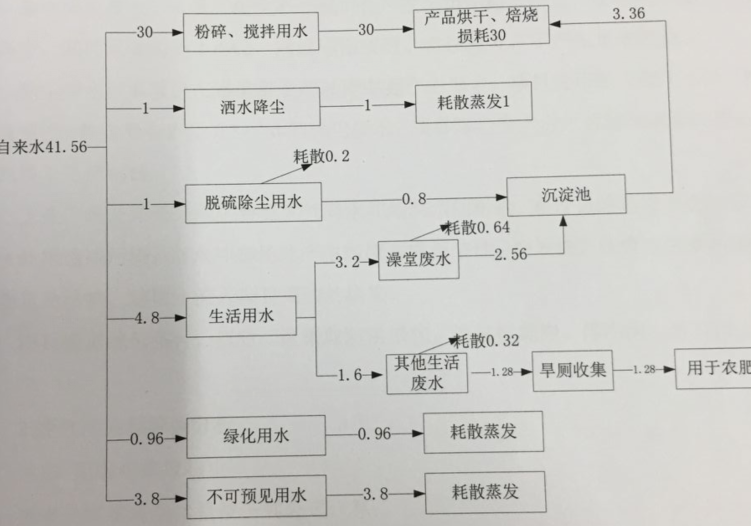 3.36
30
粉碎、搅拌用水
30
产品烘干、焙烧
损耗30
1
洒水降尘
1
耗散蒸发1
自来水41.56
耗散0.2
1
脱硫除尘用水
0.8
沉淀池
耗散0.64
3.2
澡堂废水
2.56
4.8
生活用水
耗散0.32
1.6
其他生活
废水
1.28
旱厕收集
1.28
用于农肥
0.96
绿化用水
0.96
耗散蒸发
3.8
不可预见用水
3.8
耗散蒸发